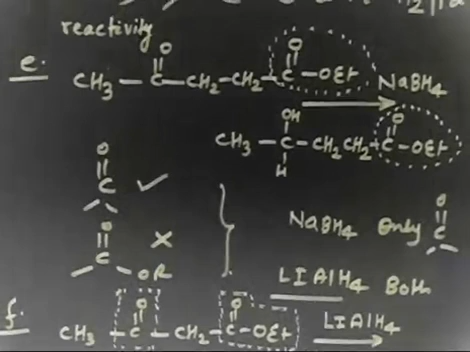 reactivity
e. CH₃ – C(=O) – CH₂ – CH₂ – C(=O) – OEt NaBH₄ →
CH₃ – C(OH)(H) – CH₂ CH₂ – C(=O) – OEt
C=O ✓
NaBH₄ Only C=O
C(=O) – OR ✗
LiAlH₄ Both
f. CH₃ – C(=O) – CH₂ – C(=O) – OEt LiAlH₄ →